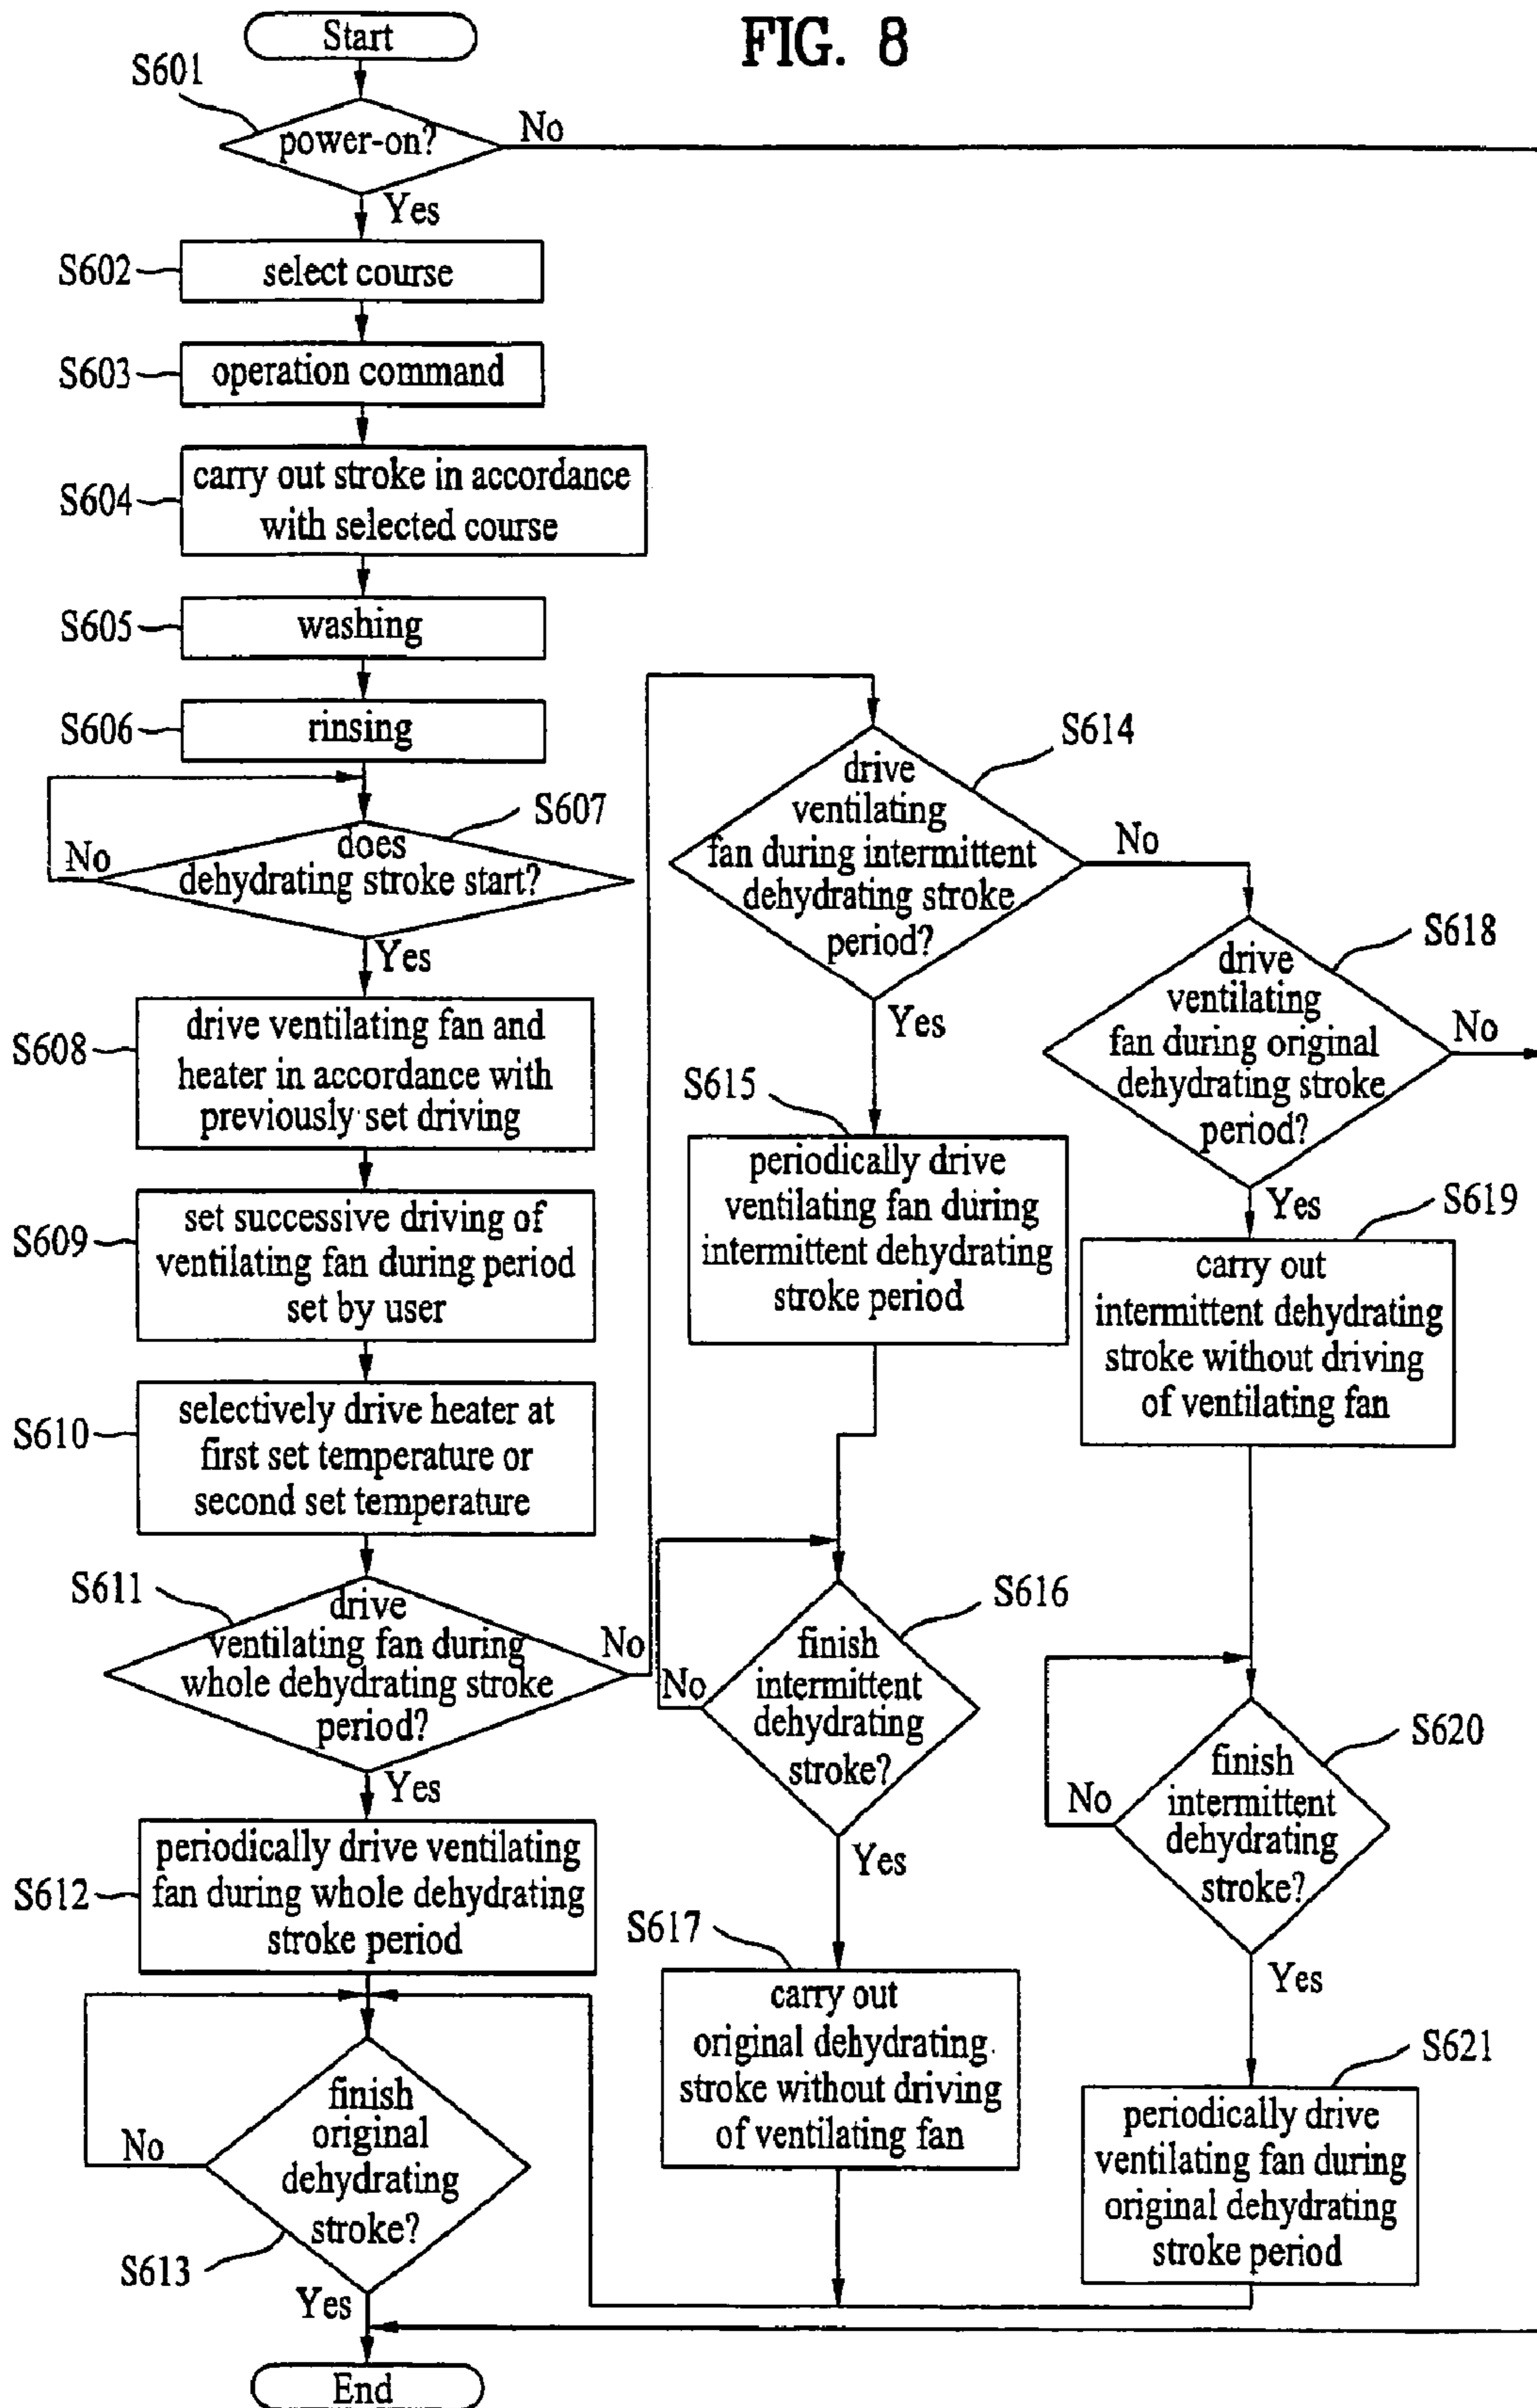 FIG. 8
Start
S601
power-on?
No
Yes
S602
select course
S603
operation command
S604
carry out stroke in accordance
with selected course
S605
washing
S606
rinsing
S607
does
dehydrating stroke start?
No
Yes
S608
drive ventilating fan and
heater in accordance with
previously set driving
S609
set successive driving of
ventilating fan during period
set by user
S610
selectively drive heater at
first set temperature or
second set temperature
S611
drive
ventilating fan during
whole dehydrating stroke
period?
No
Yes
S612
periodically drive ventilating
fan during whole dehydrating
stroke period
finish
original
dehydrating
stroke?
No
S613
Yes
End
S614
drive
ventilating
fan during intermittent
dehydrating stroke
period?
No
Yes
S615
periodically drive
ventilating fan during
intermittent dehydrating
stroke period
S616
finish
intermittent
dehydrating
stroke?
No
Yes
S617
carry out
original dehydrating
stroke without driving
of ventilating fan
S618
drive
ventilating
fan during original
dehydrating stroke
period?
No
Yes
S619
carry out
intermittent dehydrating
stroke without driving
of ventilating fan
S620
finish
intermittent
dehydrating
stroke?
No
Yes
S621
periodically drive
ventilating fan during
original dehydrating
stroke period